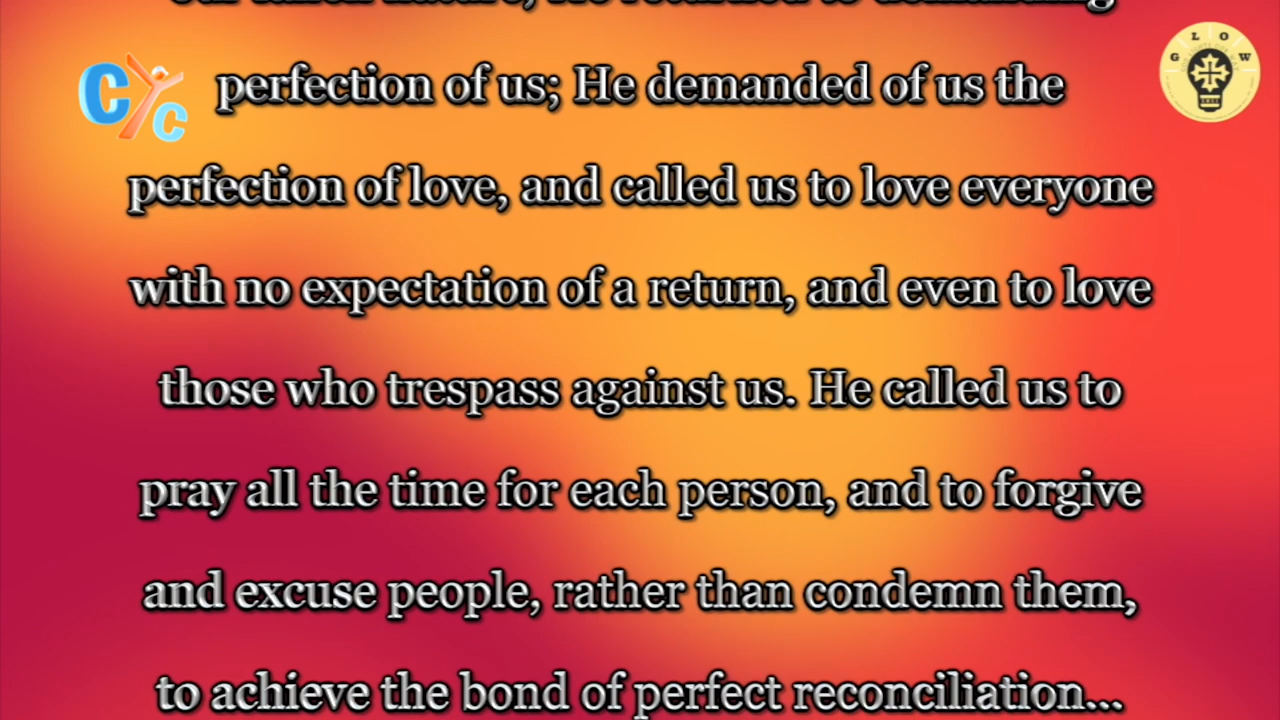 perfection of us; He demanded of us the
perfection of love, and called us to love everyone
with no expectation of a return, and even to love
those who trespass against us. He called us to
pray all the time for each person, and to forgive
and excuse people, rather than condemn them,
to achieve the bond of perfect reconciliation...
CYC
GLOW